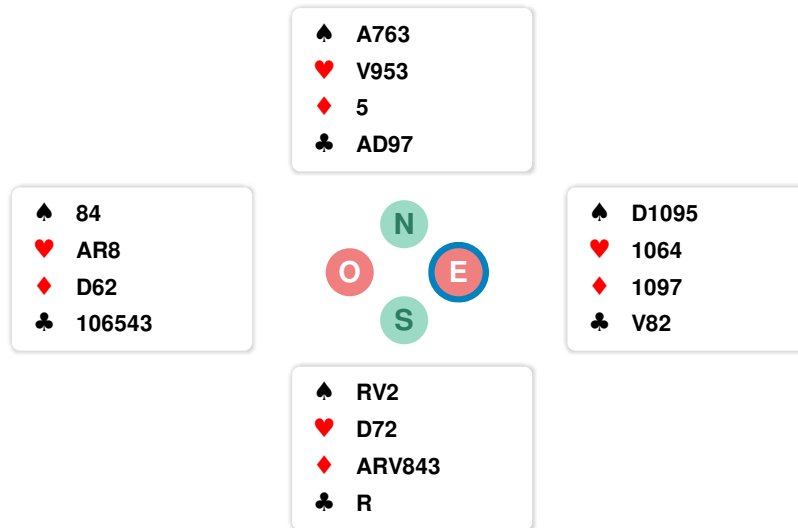 ♠ A763
♥ V953
♦ 5
♣ AD97
♠ 84
♥ AR8
♦ D62
♣ 106543
N
O
E
S
♠ D1095
♥ 1064
♦ 1097
♣ V82
♠ RV2
♥ D72
♦ ARV843
♣ R